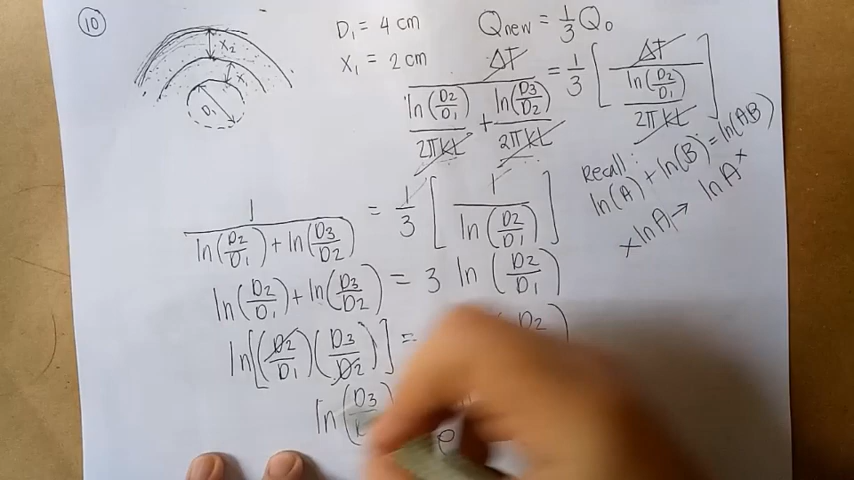 10
D₁ = 4 cm
x₁ = 2 cm
Q new = 1/3 Q₀
x₂
x₁
D₁
ΔT / (ln(D2/D1)/2πkL + ln(D3/D2)/2πkL) = 1/3 [ΔT / (ln(D2/D1)/2πkL)]
Recall:
ln(A) + ln(B) = ln(AB)
x ln A → ln A^x
1 / (ln(D2/D1) + ln(D3/D2)) = 1/3 [1 / ln(D2/D1)]
ln(D2/D1) + ln(D3/D2) = 3 ln (D2/D1)
ln[(D2/D1)(D3/D2)] = D2
ln(D3
e